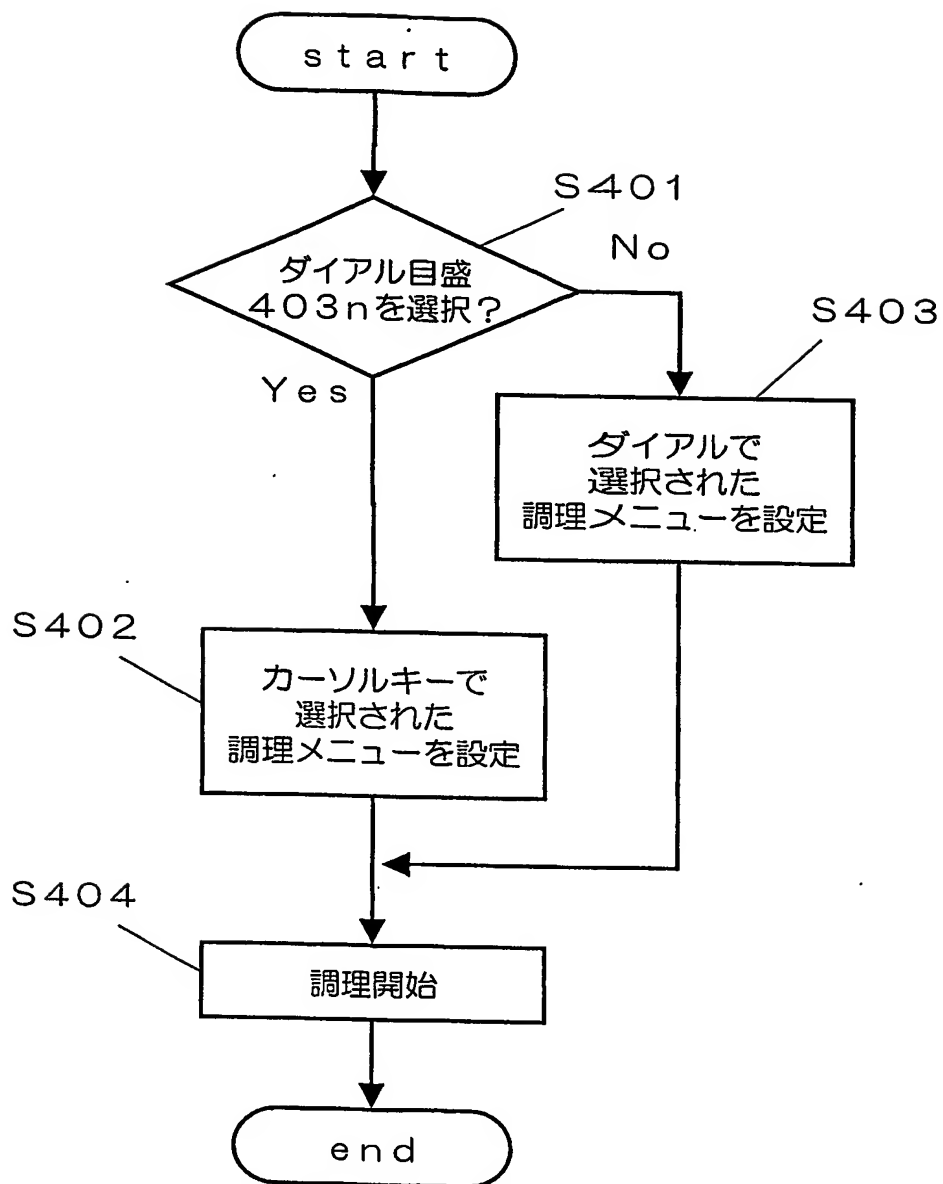 start
S401
No
ダイアル目盛
403nを選択？
S403
Yes
ダイアルで
選択された
調理メニューを設定
S402
カーソルキーで
選択された
調理メニューを設定
S404
調理開始
end